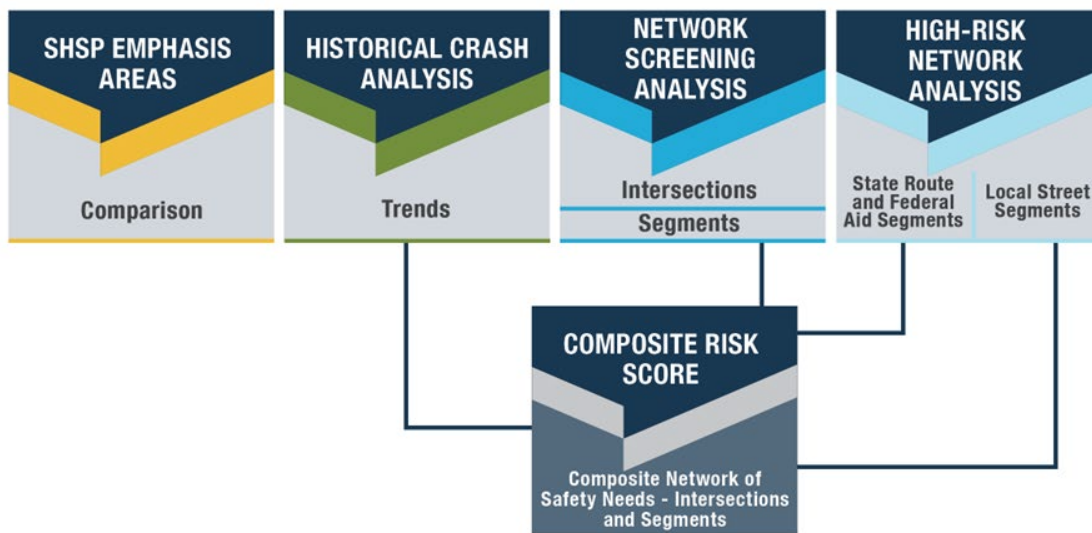 SHSP EMPHASIS
AREAS
Comparison
HISTORICAL CRASH
ANALYSIS
Trends
NETWORK
SCREENING
ANALYSIS
Intersections
Segments
HIGH-RISK
NETWORK
ANALYSIS
State Route
and Federal
Aid Segments
Local Street
Segments
COMPOSITE RISK
SCORE
Composite Network of
Safety Needs - Intersections
and Segments